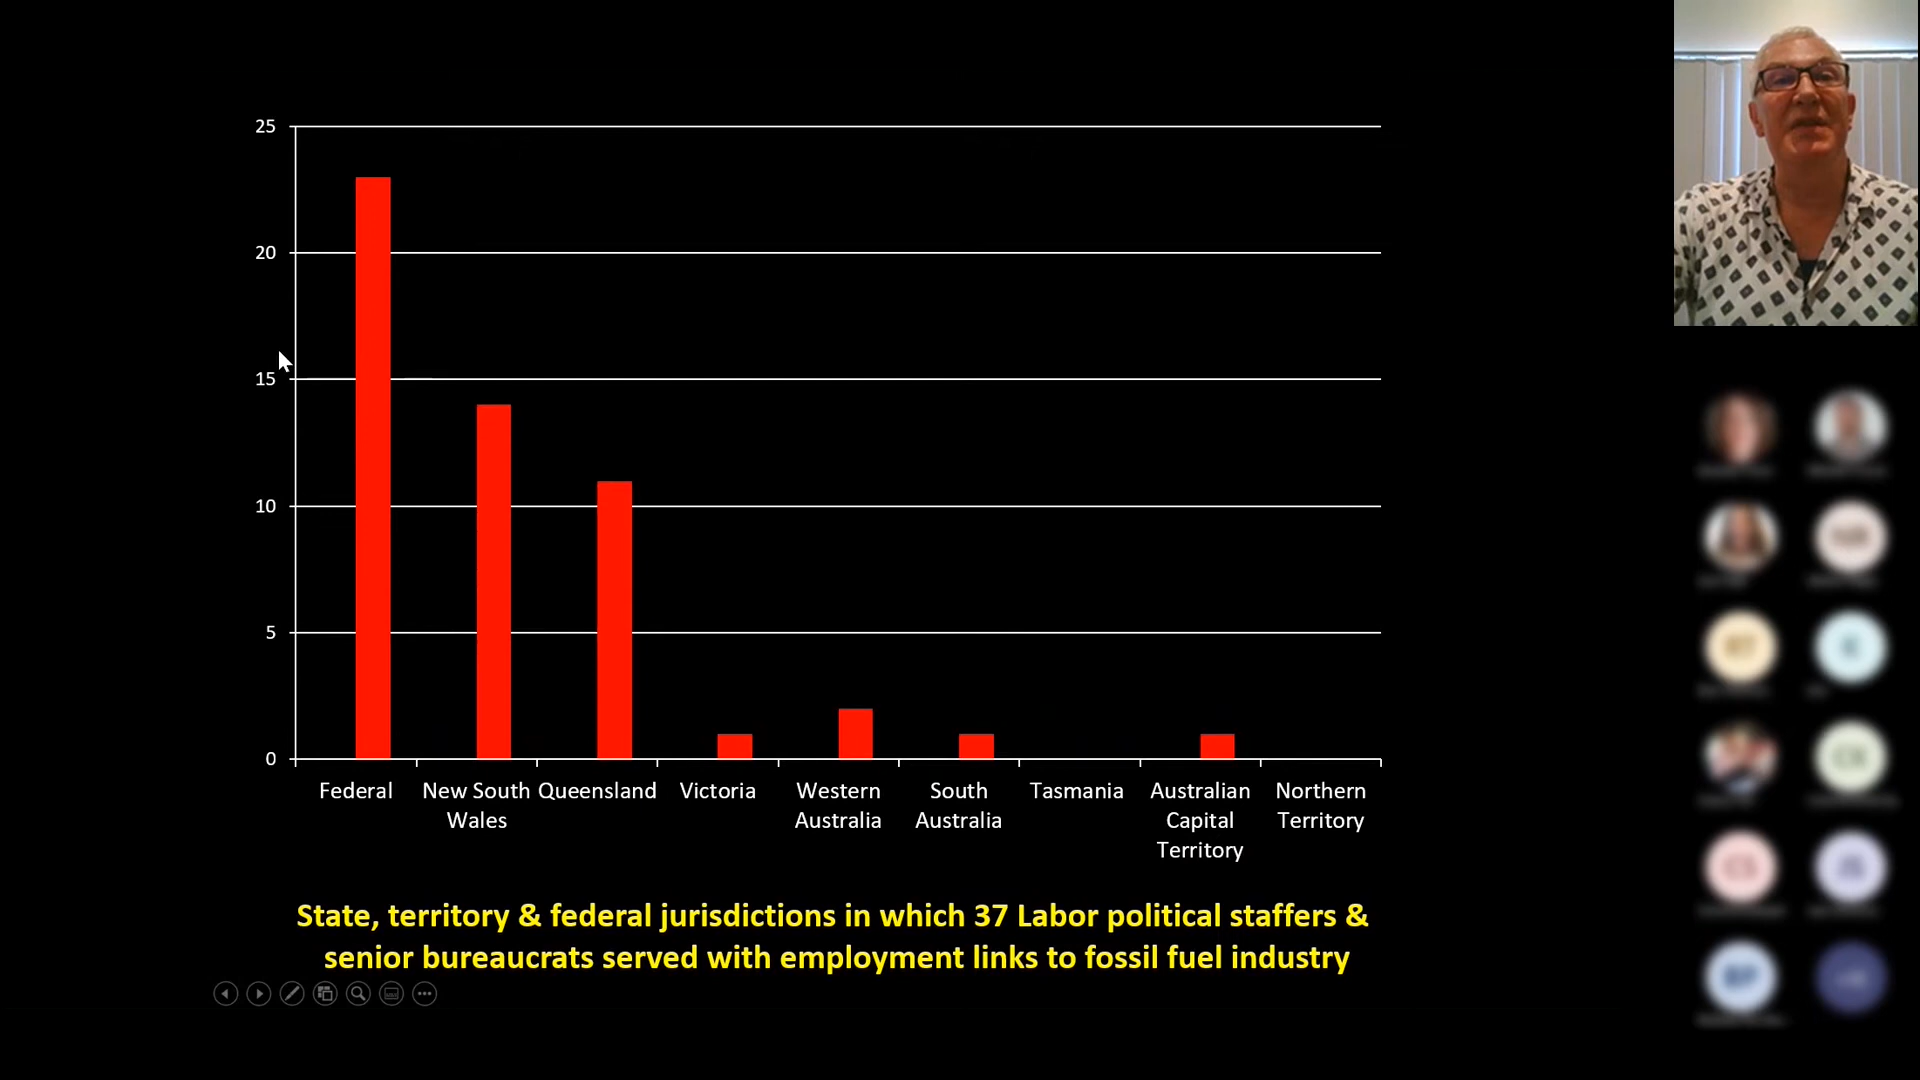 25
20
15
10
5
0
Federal
New South
Wales
Queensland
Victoria
Western
Australia
South
Australia
Tasmania
Australian
Capital
Territory
Northern
Territory
State, territory & federal jurisdictions in which 37 Labor political staffers &
senior bureaucrats served with employment links to fossil fuel industry